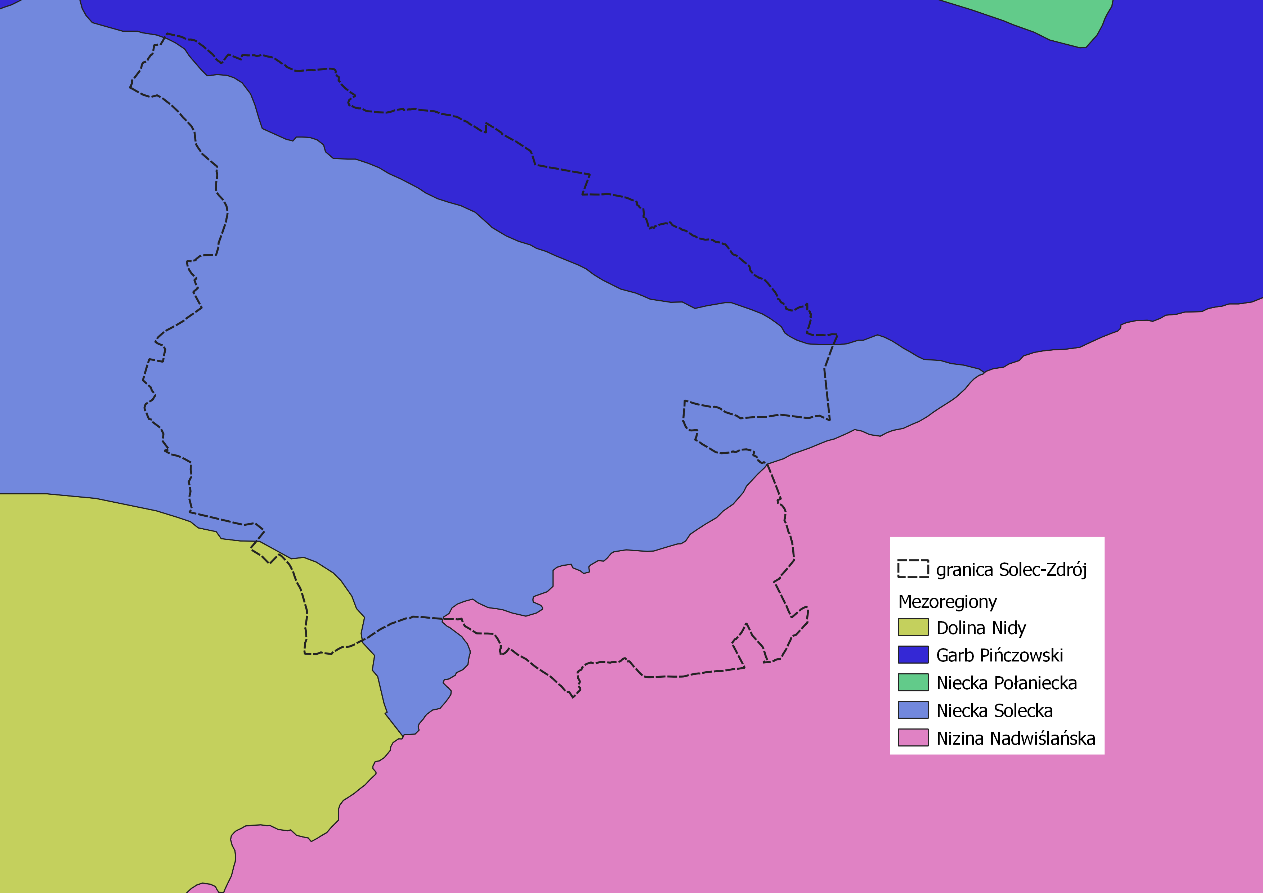 granica Solec-Zdrój
Mezoregiony
Dolina Nidy
Garb Pińczowski
Niecka Połaniecka
Niecka Solecka
Nizina Nadwiślańska